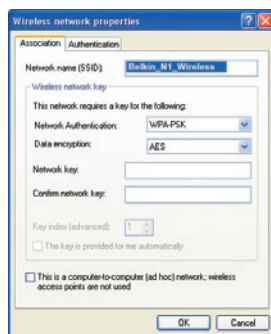 Wireless network properties
Association Authentication
Network name (SSID): Belkin_N1_Wireless
Wireless network key
This network requires a key for the following:
Network Authentication: WPA-PSK
Data encryption: AES
Network key:
Confirm network key:
Key index (advanced): 1
The key is provided for me automatically
This is a computer-to-computer (ad hoc) network; wireless
access points are not used
OK Cancel